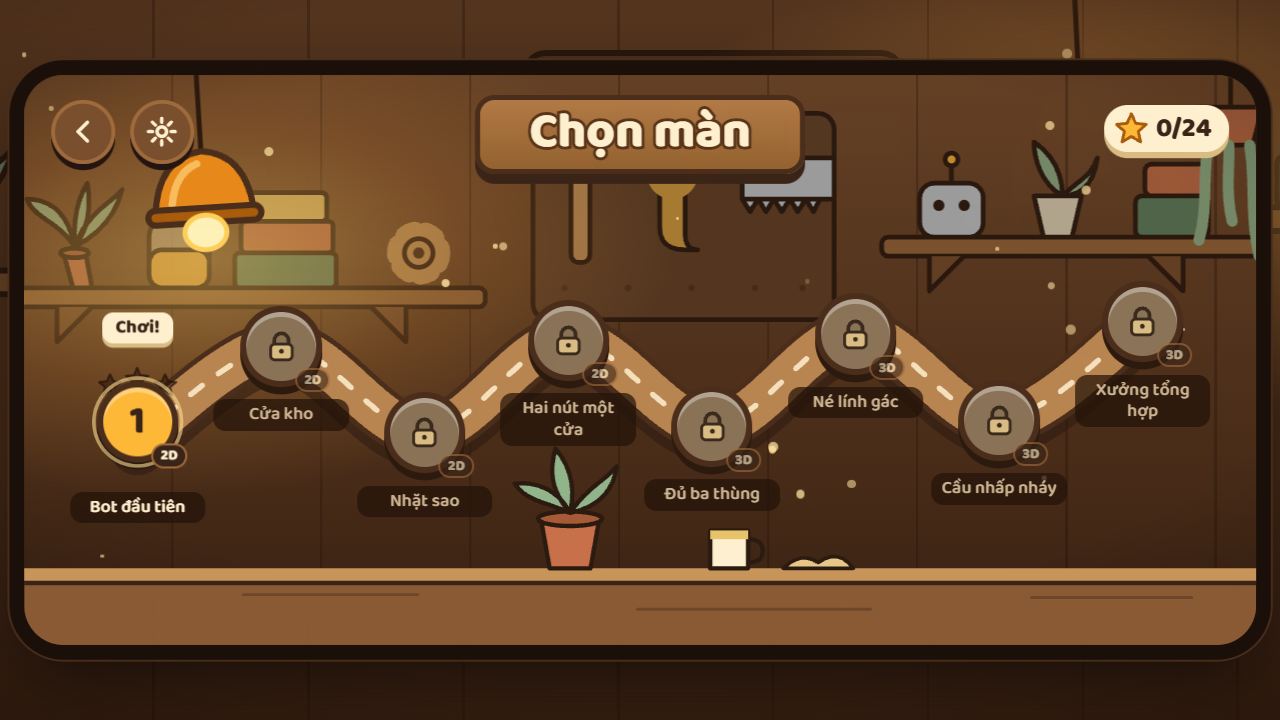 Chọn màn
0/24
Chơi!
1
2D
Bot đầu tiên
2D
Cửa kho
2D
Nhặt sao
2D
Hai nút một
cửa
3D
Đủ ba thùng
3D
Né lính gác
3D
Cầu nhấp nháy
3D
Xưởng tổng
hợp